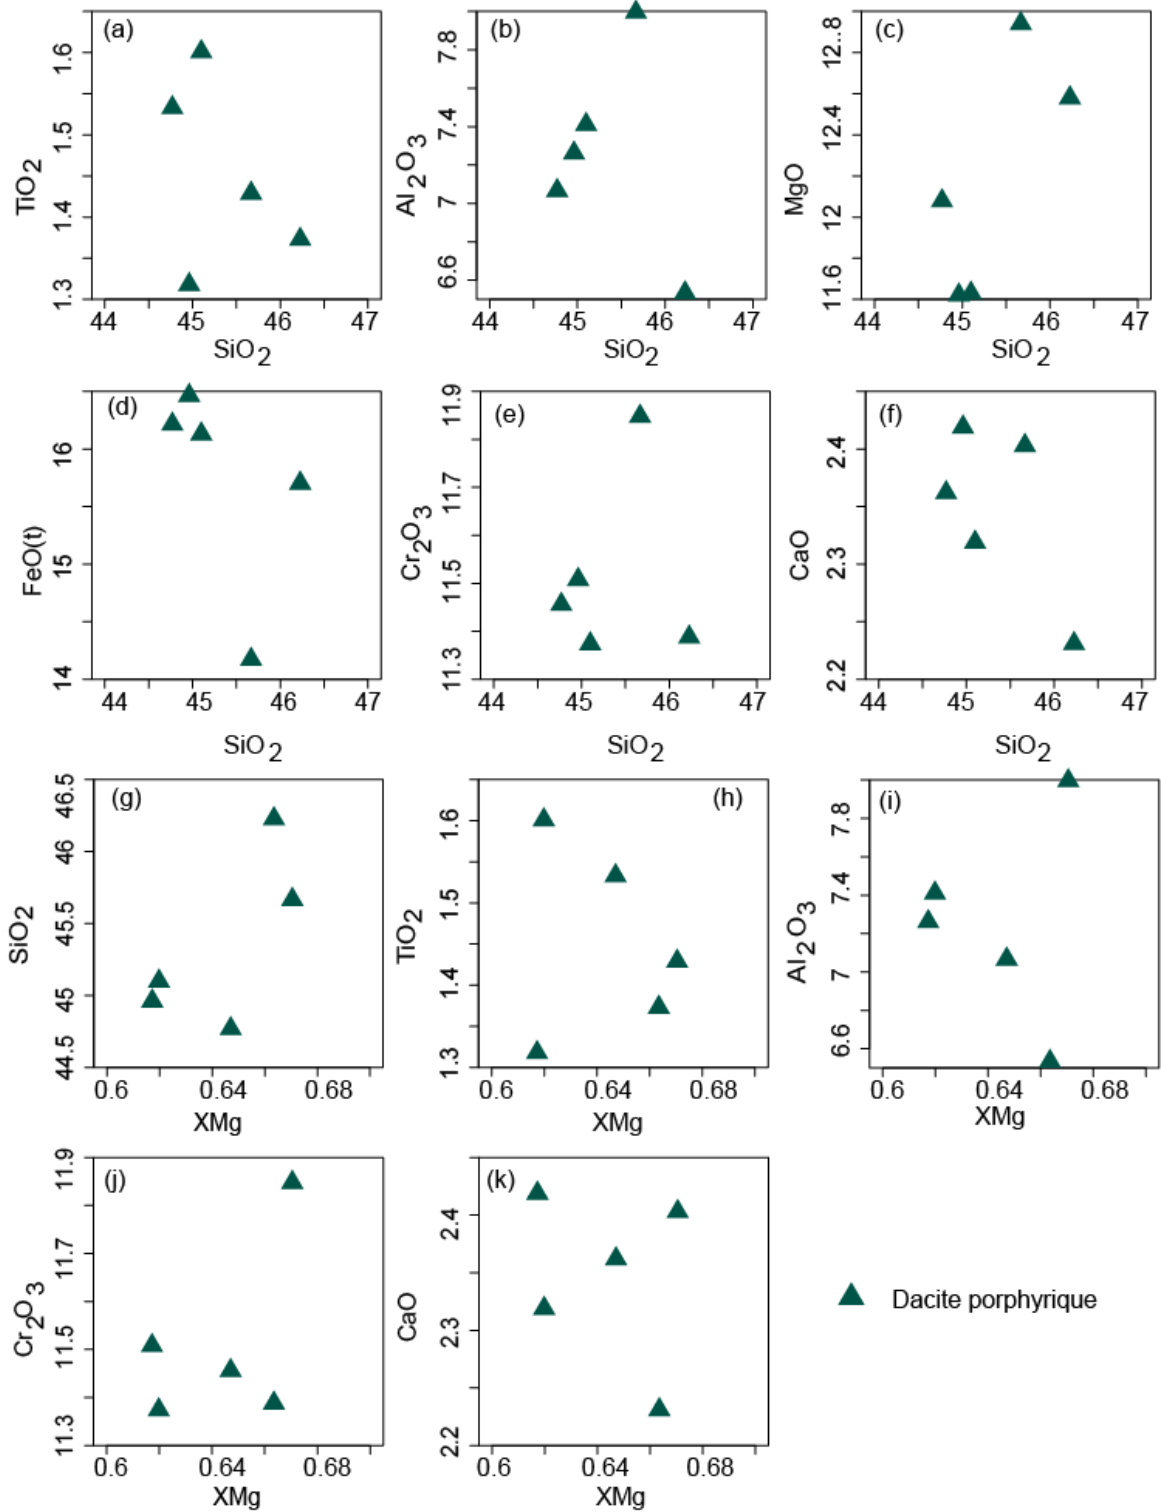 (a)
TiO2
1.6
1.5
1.4
1.3
44 45 46 47
SiO2
(b)
Al2O3
7.8
7.4
7
6.6
44 45 46 47
SiO2
(c)
MgO
12..8
12.4
12
11.6
44 45 46 47
SiO2
(d)
FeO(t)
16
15
14
44 45 46 47
SiO2
(e)
Cr2O3
11.9
11.7
11.5
11.3
44 45 46 47
SiO2
(f)
CaO
2.4
2.3
2.2
44 45 46 47
SiO2
(g)
SiO2
46.5
46
45.5
45
44.5
0.6 0.64 0.68
XMg
(h)
TiO2
1.6
1.5
1.4
1.3
0.6 0.64 0.68
XMg
(i)
Al2O3
7.8
7.4
7
6.6
0.6 0.64 0.68
XMg
(j)
Cr2O3
11.9
11.7
11.5
11.3
0.6 0.64 0.68
XMg
(k)
CaO
2.4
2.3
2.2
0.6 0.64 0.68
XMg
Dacite porphyrique